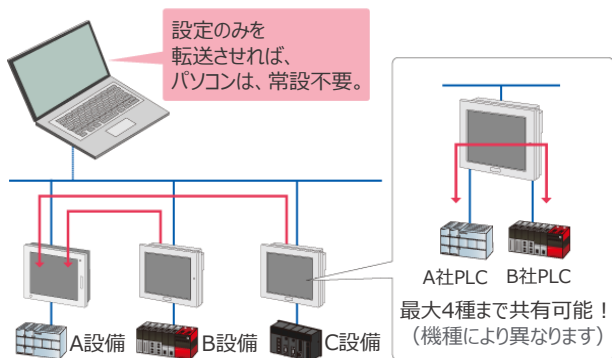 設定のみを
転送させれば、
パソコンは、常設不要。
A社PLC
B社PLC
最大4種まで共有可能！
（機種により異なります）
A設備
B設備
C設備